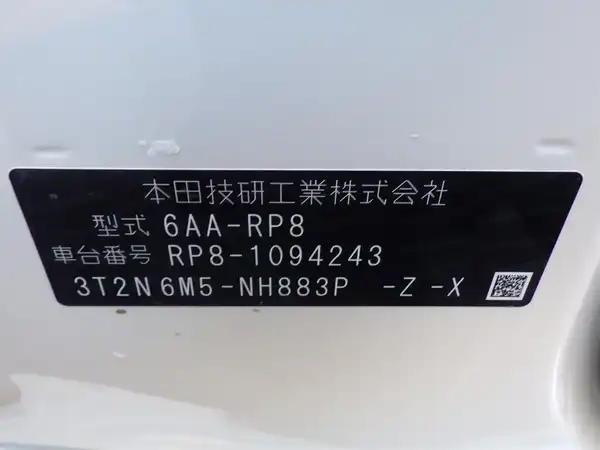 本田技研工業株式会社
型式 6AA-RP8
車台番号 RP8-1094243
3T2N6M5-NH883P -Z -X